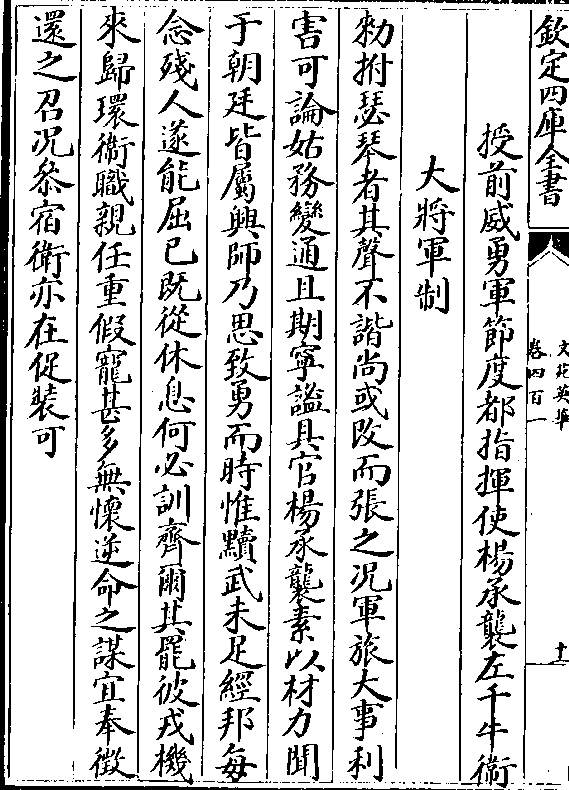 欽定四庫全書
文苑英華
卷四百一
十
授前威勇軍節度都指揮使楊承襲左千牛衛
大將軍制
勑拊瑟琴者其聲不諧尚或改而張之况軍旅大事利
害可論姑務變通且期寧謐具官楊承襲素以材力聞
于朝廷皆屬興師乃思致勇而時惟黷武未足經邦每
念殘人遂能屈已既從休息何必訓齊爾其罷彼戎機
來歸環衛職親任重假寵甚多無懷逆命之謀宜奉徵
還之召况叅宿衛亦在促裝可